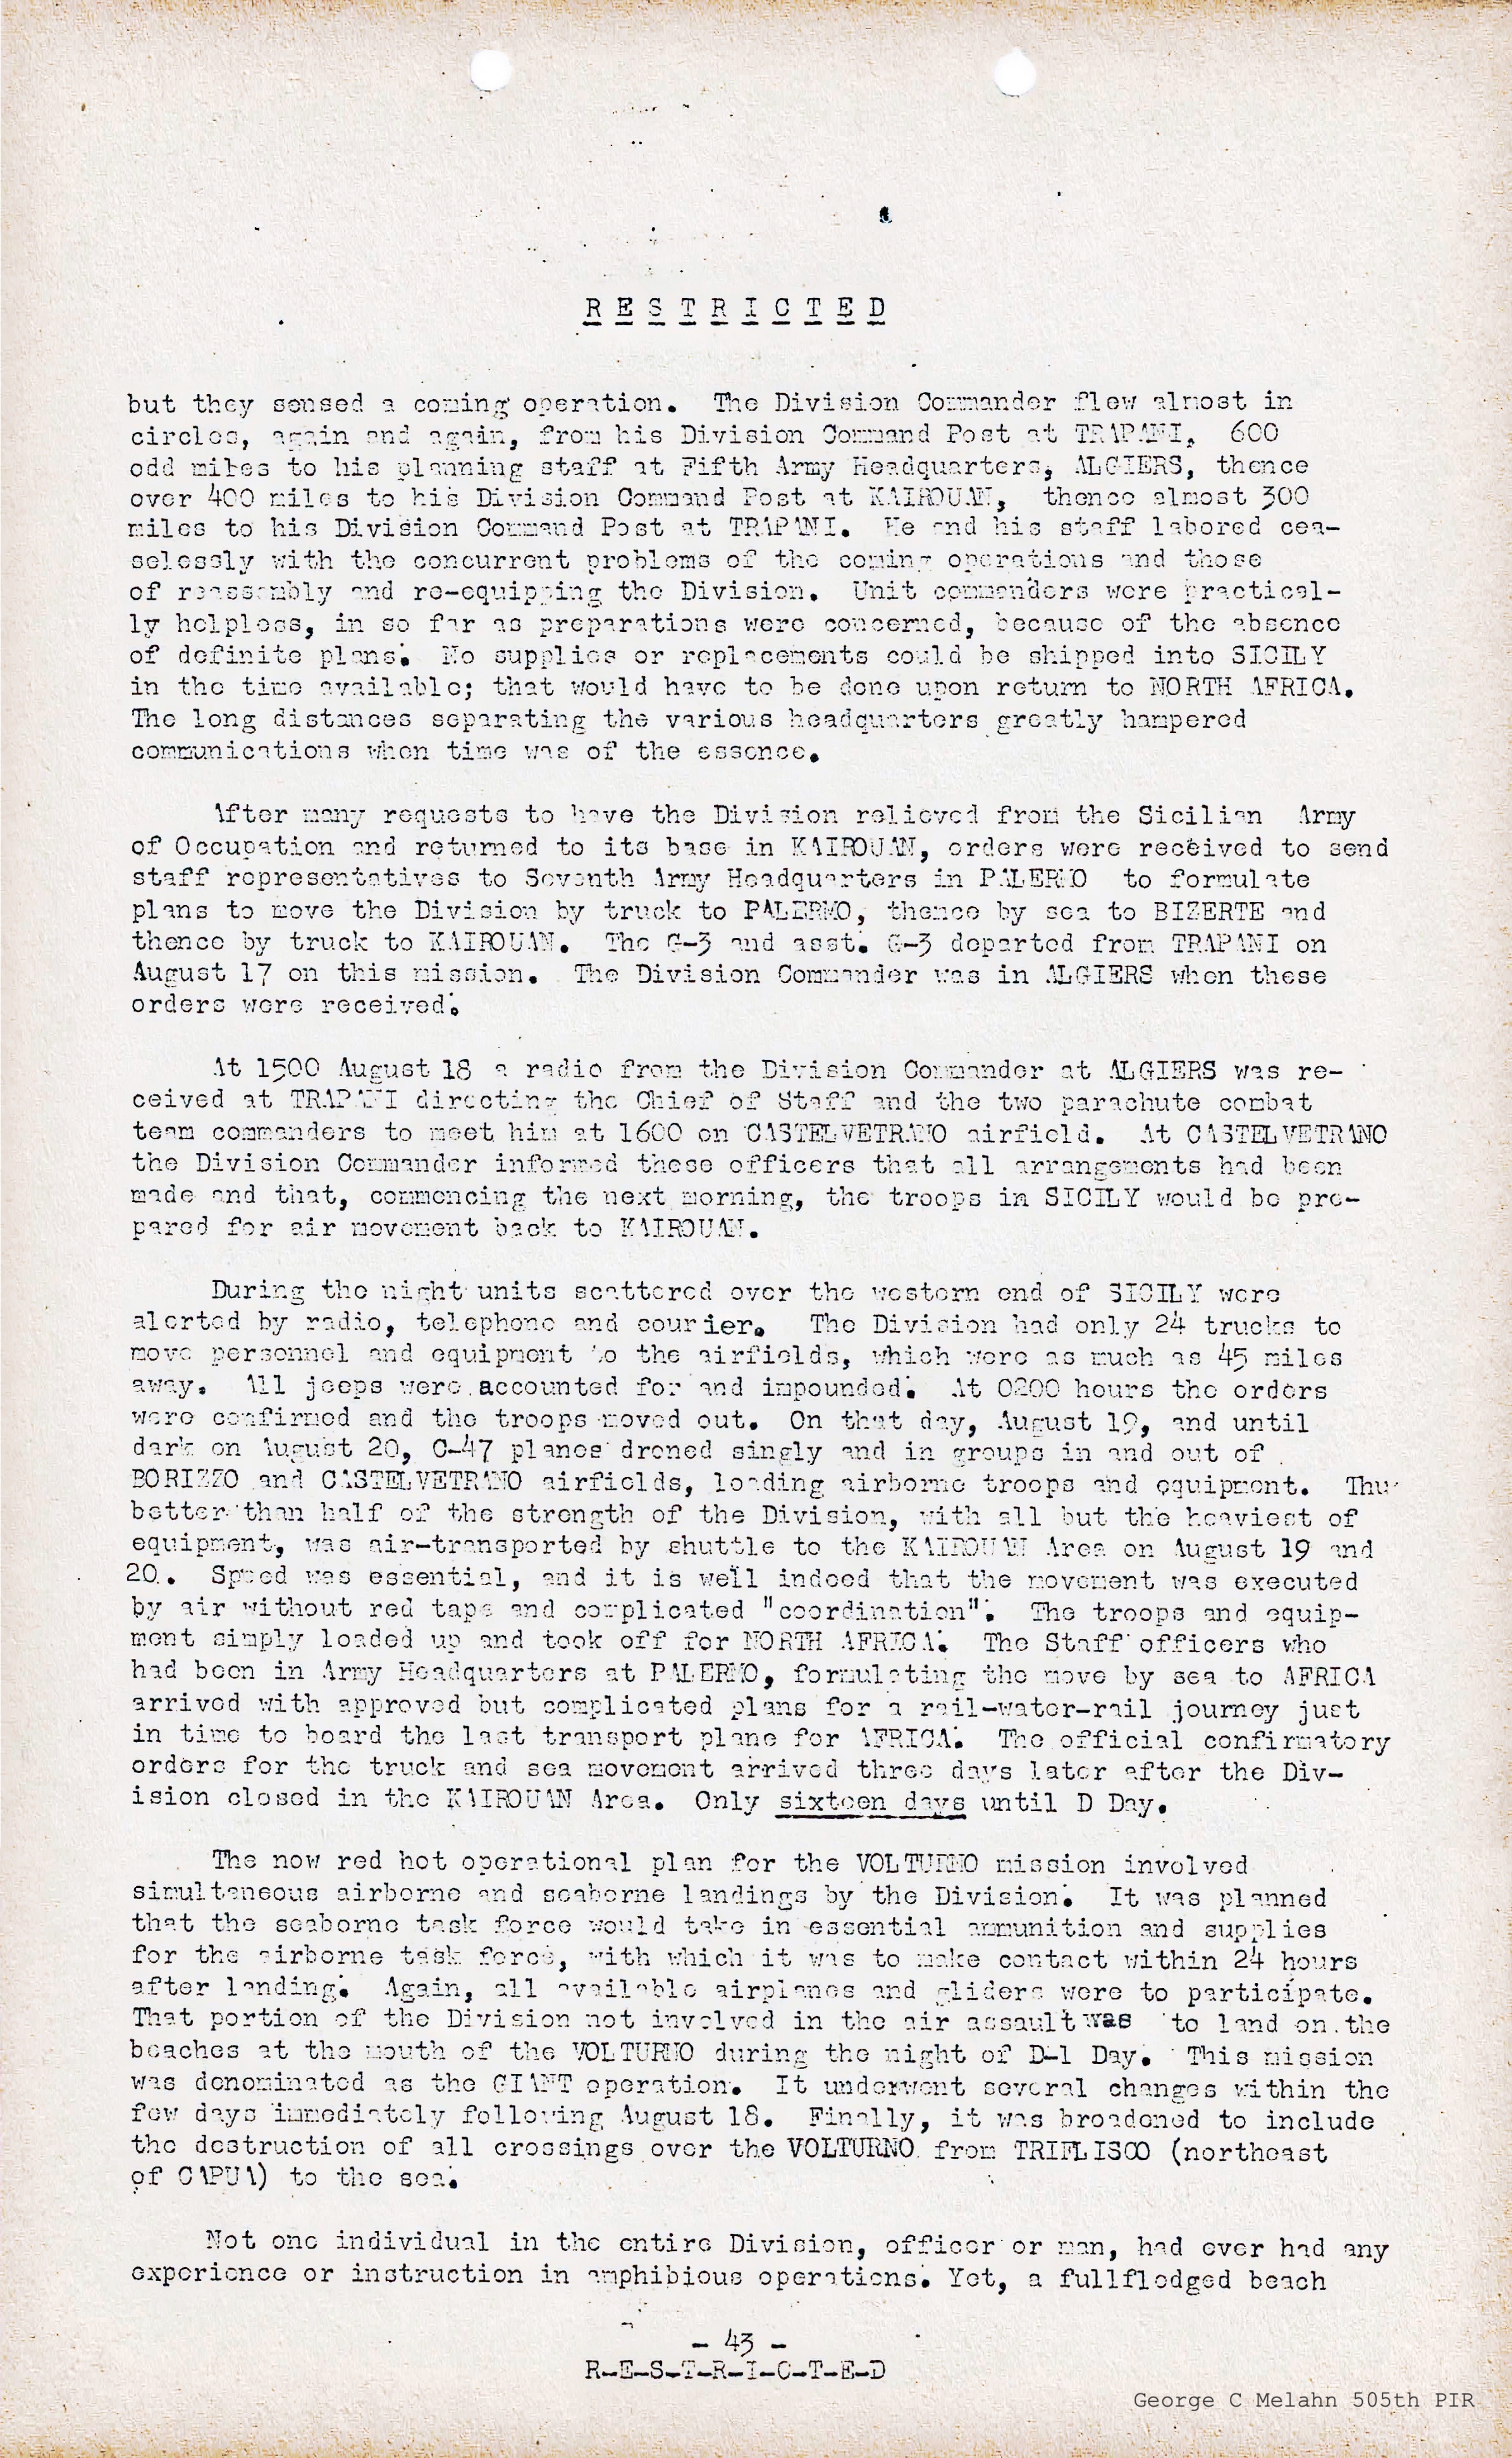 R E S T R I C T E D
but they sensed a coming operation. The Division Commander flew almost in
circles, again and again, from his Division Command Post at TRAPANI, 600
odd miles to his planning staff at Fifth Army Headquarters, ALGIERS, thence
over 400 miles to his Division Command Post at KAIROUAN, thence almost 300
miles to his Division Command Post at TRAPANI. He and his staff labored cea-
selessly with the concurrent problems of the coming operations and those
of reassembly and re-equipping the Division. Unit commanders were practical-
ly helpless, in so far as preparations were concerned, because of the absence
of definite plans. No supplies or replacements could be shipped into SICILY
in the time available; that would have to be done upon return to NORTH AFRICA.
The long distances separating the various headquarters greatly hampered
communications when time was of the essence.
After many requests to have the Division relieved from the Sicilian Army
of Occupation and returned to its base in KAIROUAN, orders were received to send
staff representatives to Seventh Army Headquarters in PALERMO to formulate
plans to move the Division by truck to PALERMO, thence by sea to BIZERTE and
thence by truck to KAIROUAN. The G-3 and asst. G-3 departed from TRAPANI on
August 17 on this mission. The Division Commander was in ALGIERS when these
orders were received.
At 1500 August 18 a radio from the Division Commander at ALGIERS was re-
ceived at TRAPANI directing the Chief of Staff and the two parachute combat
team commanders to meet him at 1600 on CASTELVETRANO airfield. At CASTELVETRANO
the Division Commander informed these officers that all arrangements had been
made and that, commencing the next morning, the troops in SICILY would be pre-
pared for air movement back to KAIROUAN.
During the night units scattered over the western end of SICILY were
alerted by radio, telephone and courier. The Division had only 24 trucks to
move personnel and equipment to the airfields, which were as much as 45 miles
away. All jeeps were accounted for and impounded. At 0200 hours the orders
were confirmed and the troops moved out. On that day, August 19, and until
dark on August 20, C-47 planes droned singly and in groups in and out of
BORIZZO and CASTELVETRANO airfields, loading airborne troops and equipment. Thu
better than half of the strength of the Division, with all but the heaviest of
equipment, was air-transported by shuttle to the KAIROUAN Area on August 19 and
20. Speed was essential, and it is well indeed that the movement was executed
by air without red tape and complicated "coordination". The troops and equip-
ment simply loaded up and took off for NORTH AFRICA. The Staff officers who
had been in Army Headquarters at PALERMO, formulating the move by sea to AFRICA
arrived with approved but complicated plans for a rail-water-rail journey just
in time to board the last transport plane for AFRICA. The official confirmatory
orders for the truck and sea movement arrived three days later after the Div-
ision closed in the KAIROUAN Area. Only sixteen days until D Day.
The now red hot operational plan for the VOLTURNO mission involved
simultaneous airborne and seaborne landings by the Division. It was planned
that the seaborne task force would take in essential ammunition and supplies
for the airborne task force, with which it was to make contact within 24 hours
after landing. Again, all available airplanes and gliders were to participate.
That portion of the Division not involved in the air assault was to land on the
beaches at the mouth of the VOLTURNO during the night of D-1 Day. This mission
was denominated as the GIANT operation. It underwent several changes within the
few days immediately following August 18. Finally, it was broadened to include
the destruction of all crossings over the VOLTURNO from TRIFLISCO (northeast
of CAPUA) to the sea.
Not one individual in the entire Division, officer or man, had ever had any
experience or instruction in amphibious operations. Yet, a fullfledged beach
- 43 -
R-E-S-T-R-I-C-T-E-D
George C Melahn 505th PIR